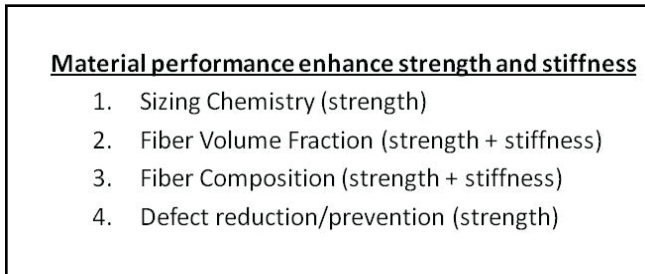 Material performance enhance strength and stiffness
1. Sizing Chemistry (strength)
2. Fiber Volume Fraction (strength + stiffness)
3. Fiber Composition (strength + stiffness)
4. Defect reduction/prevention (strength)